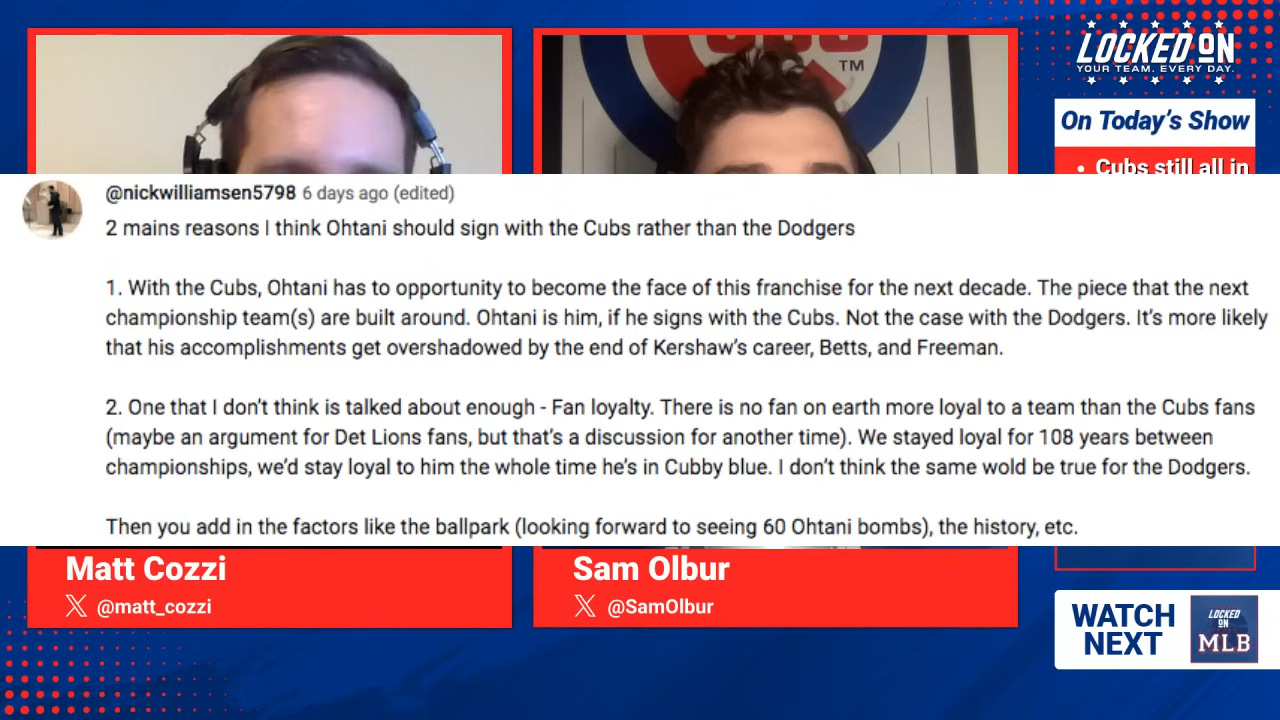 CUBS
TM
LOCKED ON
YOUR TEAM. EVERY DAY.
On Today's Show
• Cubs still all in
@nickwilliamsen5798 6 days ago (edited)
2 mains reasons I think Ohtani should sign with the Cubs rather than the Dodgers
1. With the Cubs, Ohtani has to opportunity to become the face of this franchise for the next decade. The piece that the next
championship team(s) are built around. Ohtani is him, if he signs with the Cubs. Not the case with the Dodgers. It's more likely
that his accomplishments get overshadowed by the end of Kershaw's career, Betts, and Freeman.
2. One that I don't think is talked about enough - Fan loyalty. There is no fan on earth more loyal to a team than the Cubs fans
(maybe an argument for Det Lions fans, but that's a discussion for another time). We stayed loyal for 108 years between
championships, we'd stay loyal to him the whole time he's in Cubby blue. I don't think the same wold be true for the Dodgers.
Then you add in the factors like the ballpark (looking forward to seeing 60 Ohtani bombs), the history, etc.
Matt Cozzi
@matt_cozzi
Sam Olbur
@SamOlbur
WATCH
NEXT
LOCKED
ON
MLB